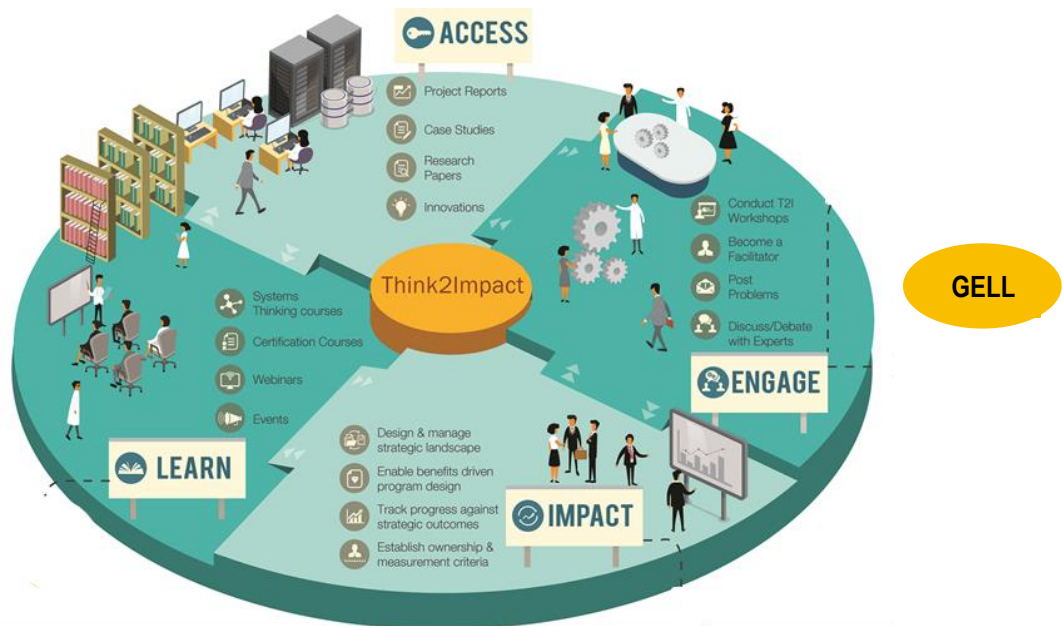 ACCESS
Project Reports
Case Studies
Research
Papers
Innovations
Conduct T2I
Workshops
Become a
Facilitator
Post
Problems
Discuss/Debate
with Experts
ENGAGE
Think2Impact
GELL
Systems
Thinking courses
Certification Courses
Webinars
Events
LEARN
Design & manage
strategic landscape
Enable benefits driven
program design
Track progress against
strategic outcomes
Establish ownership &
measurement criteria
IMPACT